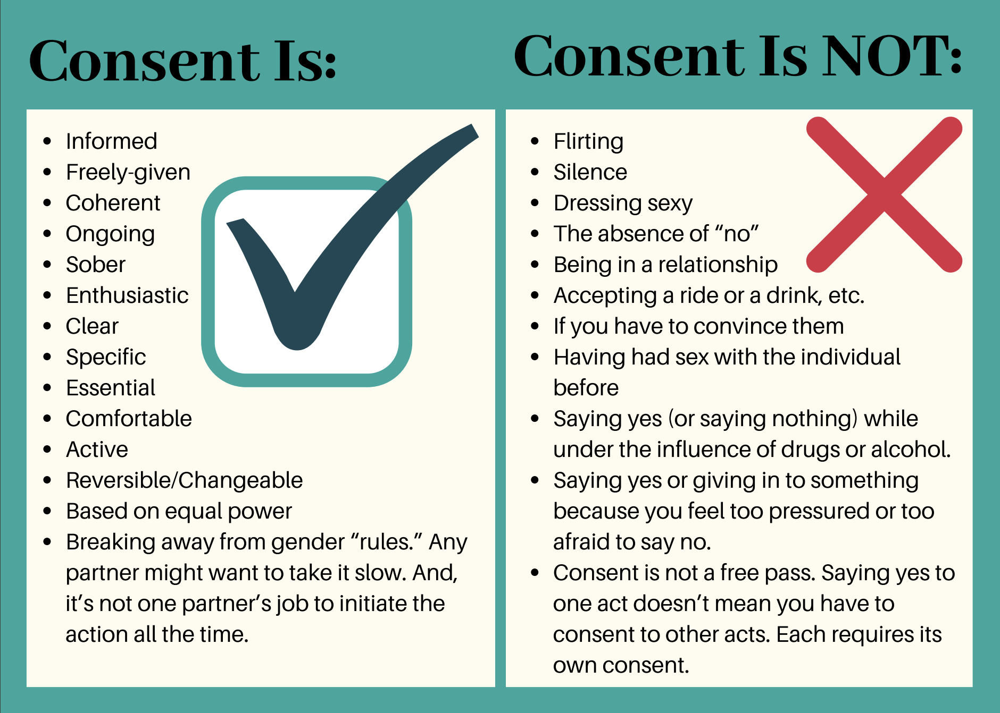 Consent Is:
• Informed
• Freely-given
• Coherent
• Ongoing
• Sober
• Enthusiastic
• Clear
• Specific
• Essential
• Comfortable
• Active
• Reversible/Changeable
• Based on equal power
• Breaking away from gender “rules.” Any
partner might want to take it slow. And,
it’s not one partner’s job to initiate the
action all the time.
Consent Is NOT:
• Flirting
• Silence
• Dressing sexy
• The absence of “no”
• Being in a relationship
• Accepting a ride or a drink, etc.
• If you have to convince them
• Having had sex with the individual
before
• Saying yes (or saying nothing) while
under the influence of drugs or alcohol.
• Saying yes or giving in to something
because you feel too pressured or too
afraid to say no.
• Consent is not a free pass. Saying yes to
one act doesn’t mean you have to
consent to other acts. Each requires its
own consent.